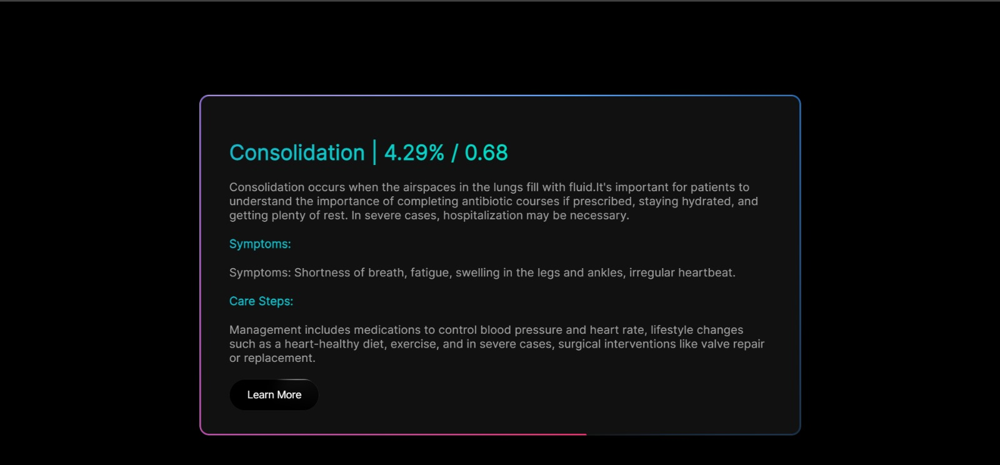 Consolidation | 4.29% / 0.68
Consolidation occurs when the airspaces in the lungs fill with fluid.It's important for patients to
understand the importance of completing antibiotic courses if prescribed, staying hydrated, and
getting plenty of rest. In severe cases, hospitalization may be necessary.
Symptoms:
Symptoms: Shortness of breath, fatigue, swelling in the legs and ankles, irregular heartbeat.
Care Steps:
Management includes medications to control blood pressure and heart rate, lifestyle changes
such as a heart-healthy diet, exercise, and in severe cases, surgical interventions like valve repair
or replacement.
Learn More